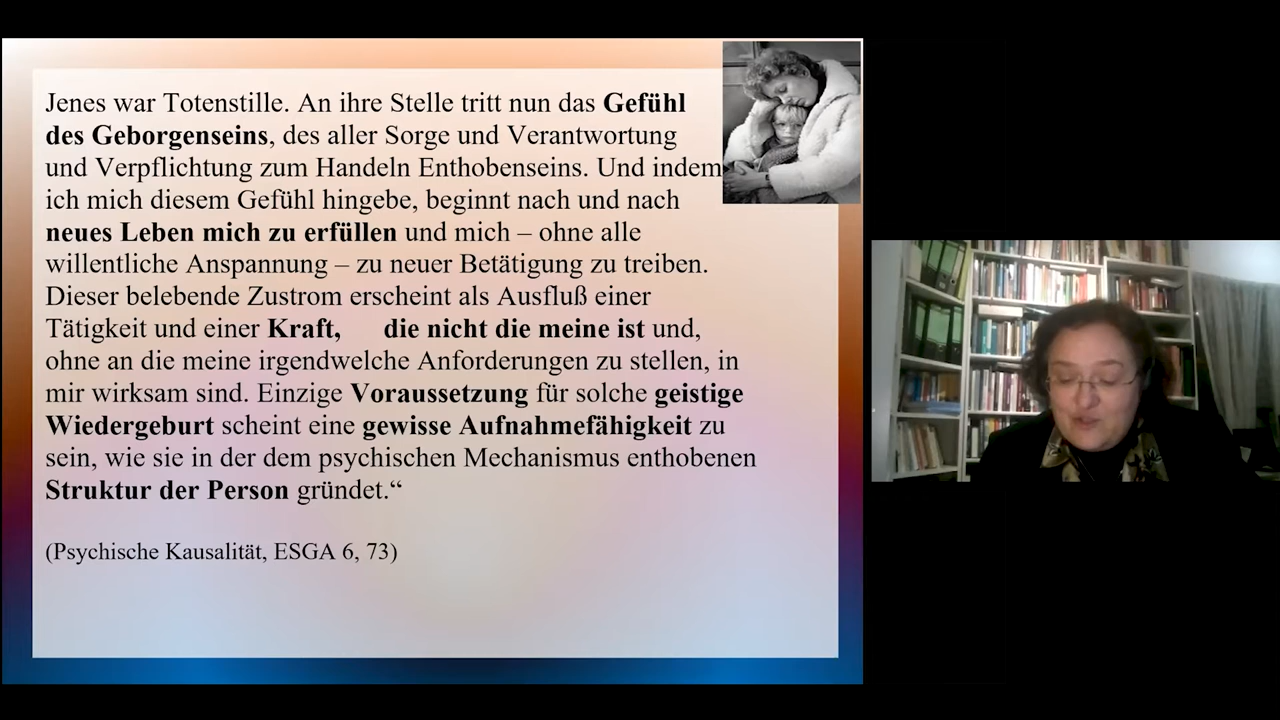 Jenes war Totenstille. An ihre Stelle tritt nun das Gefühl
des Geborgenseins, des aller Sorge und Verantwortung
und Verpflichtung zum Handeln Enthobenseins. Und indem
ich mich diesem Gefühl hingebe, beginnt nach und nach
neues Leben mich zu erfüllen und mich – ohne alle
willentliche Anspannung – zu neuer Betätigung zu treiben.
Dieser belebende Zustrom erscheint als Ausfluß einer
Tätigkeit und einer Kraft, die nicht die meine ist und,
ohne an die meine irgendwelche Anforderungen zu stellen, in
mir wirksam sind. Einzige Voraussetzung für solche geistige
Wiedergeburt scheint eine gewisse Aufnahmefähigkeit zu
sein, wie sie in der dem psychischen Mechanismus enthobenen
Struktur der Person gründet.“
(Psychische Kausalität, ESGA 6, 73)